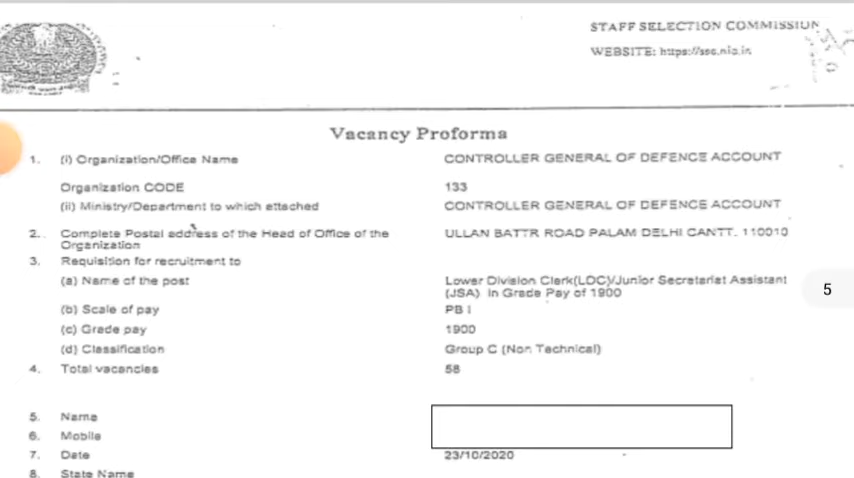 STAFF SELECTION COMMISSION
WEBSITE: https://ssc.nic.in
Vacancy Proforma
1. (i) Organization/Office Name CONTROLLER GENERAL OF DEFENCE ACCOUNT
Organization CODE 133
(ii) Ministry/Department to which attached CONTROLLER GENERAL OF DEFENCE ACCOUNT
2. Complete Postal address of the Head of Office of the ULLAN BATTR ROAD PALAM DELHI CANTT. 110010
Organization
3. Requisition for recruitment to
(a) Name of the post Lower Division Clerk(LDC)/Junior Secretariat Assistant
(JSA) In Grade Pay of 1900
(b) Scale of pay PB I
(c) Grade pay 1900
(d) Classification Group C (Non Technical)
4. Total vacancies 58
5. Name
6. Mobile
7. Date 23/10/2020
8. State Name
5